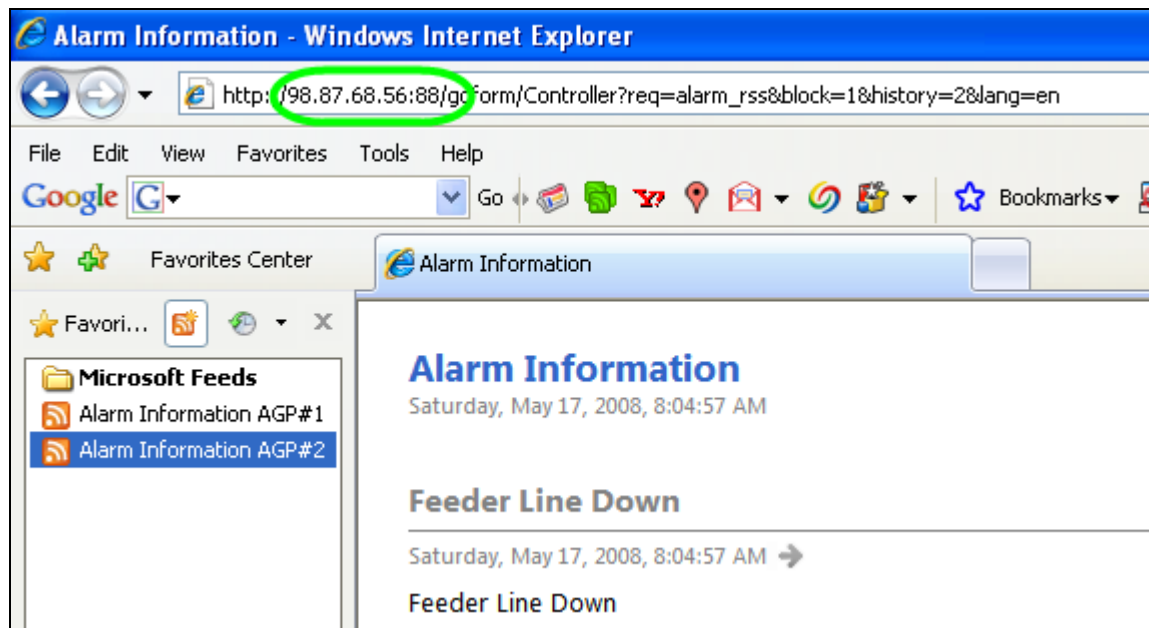 Alarm Information - Windows Internet Explorer
http://98.87.68.56:88/goform/Controller?req=alarm_rss&block=1&history=2&lang=en
File Edit View Favorites Tools Help
Google G Go Bookmarks
Favorites Center Alarm Information
Favori...
Microsoft Feeds
Alarm Information AGP#1
Alarm Information AGP#2
Alarm Information
Saturday, May 17, 2008, 8:04:57 AM
Feeder Line Down
Saturday, May 17, 2008, 8:04:57 AM
Feeder Line Down